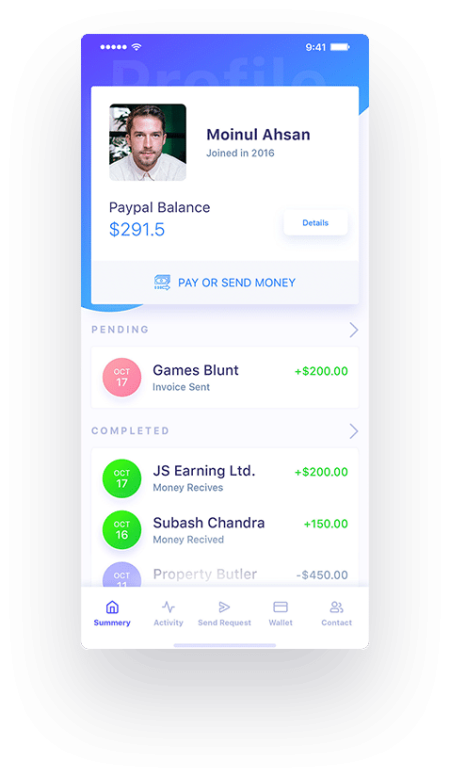 9:41
Profile
Moinul Ahsan
Joined in 2016
Paypal Balance
$291.5
Details
PAY OR SEND MONEY
PENDING
OCT
17
Games Blunt
+$200.00
Invoice Sent
COMPLETED
OCT
17
JS Earning Ltd.
+$200.00
Money Recives
OCT
16
Subash Chandra
+150.00
Money Recived
OCT
11
Property Butler
-$450.00
Summery
Activity
Send Request
Wallet
Contact